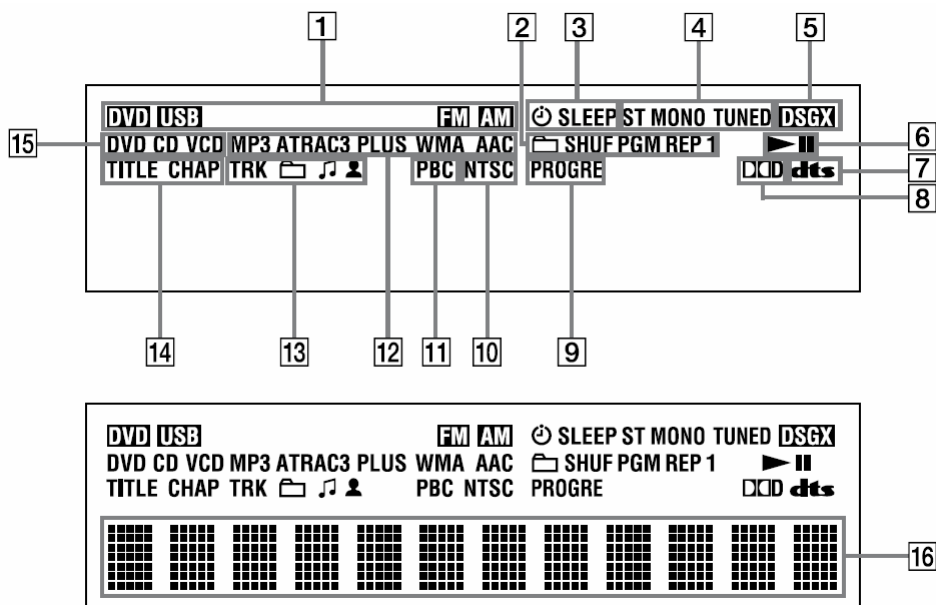 1 2 3 4 5
DVD USB FM AM SLEEP ST MONO TUNED DSGX
15 DVD CD VCD MP3 ATRAC3 PLUS WMA AAC SHUF PGM REP 1 6
TITLE CHAP TRK PBC NTSC PROGRE dts 7
8
14 13 12 11 10 9
DVD USB FM AM SLEEP ST MONO TUNED DSGX
DVD CD VCD MP3 ATRAC3 PLUS WMA AAC SHUF PGM REP 1
TITLE CHAP TRK PBC NTSC PROGRE dts
16